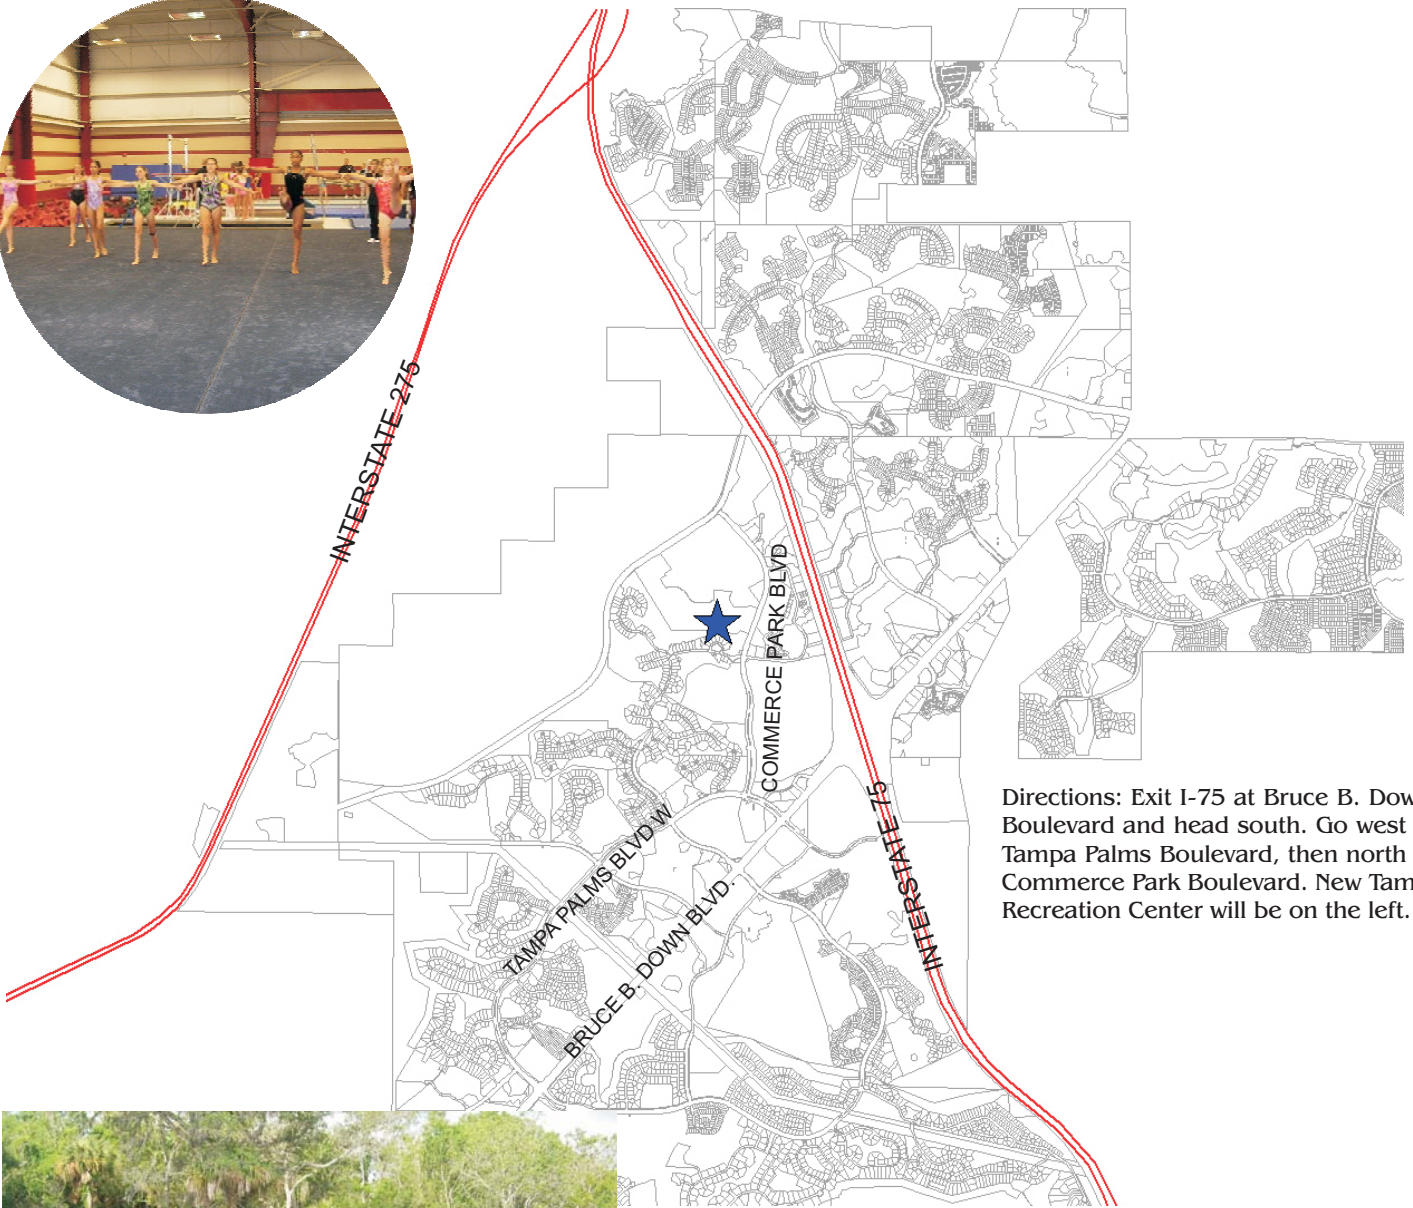 INTERSTATE 275
COMMERCE PARK BLVD
TAMPA PALMS BLVD W
BRUCE B. DOWN BLVD.
INTERSTATE 75
Directions: Exit I-75 at Bruce B.
Boulevard and head south. Go west
Tampa Palms Boulevard, then north
Commerce Park Boulevard. New
Recreation Center will be on the left.